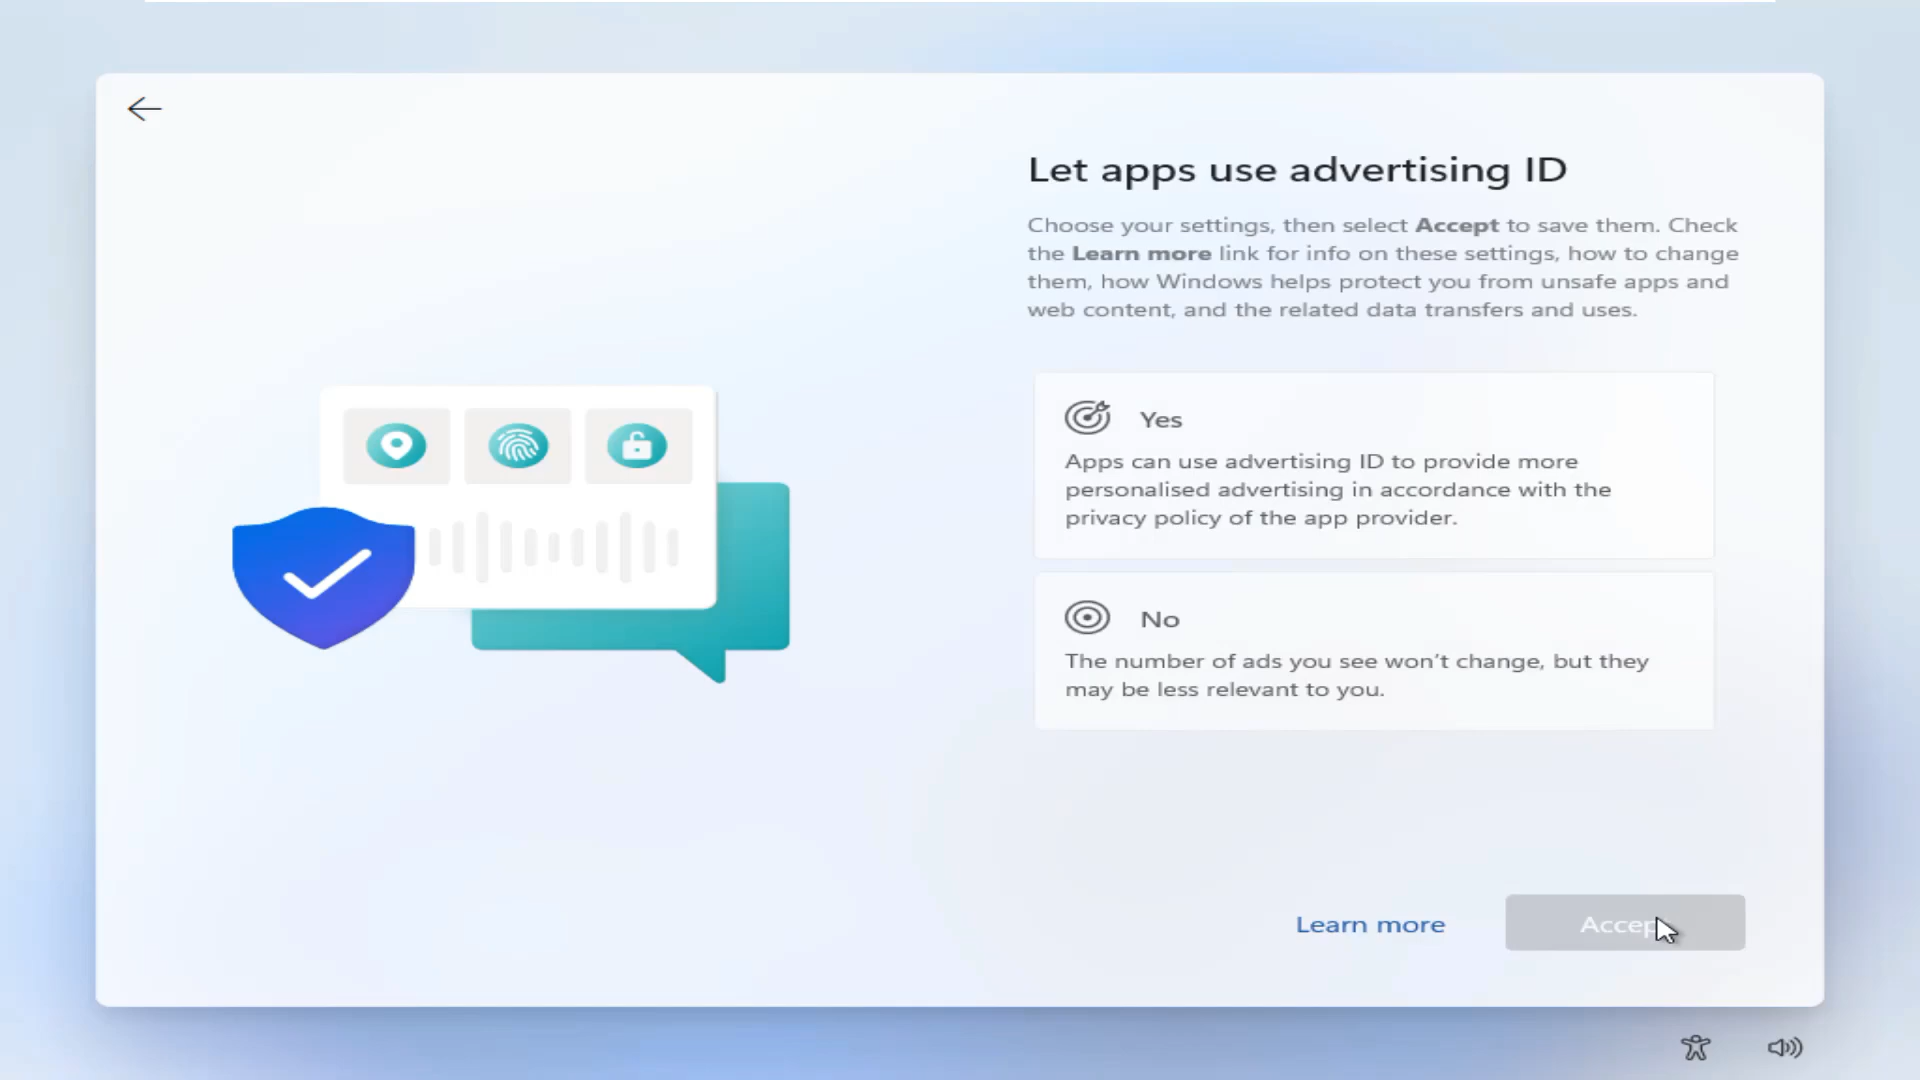 Let apps use advertising ID
Choose your settings, then select Accept to save them. Check
the Learn more link for info on these settings, how to change
them, how Windows helps protect you from unsafe apps and
web content, and the related data transfers and uses.
Yes
Apps can use advertising ID to provide more
personalised advertising in accordance with the
privacy policy of the app provider.
No
The number of ads you see won’t change, but they
may be less relevant to you.
Learn more
Accept